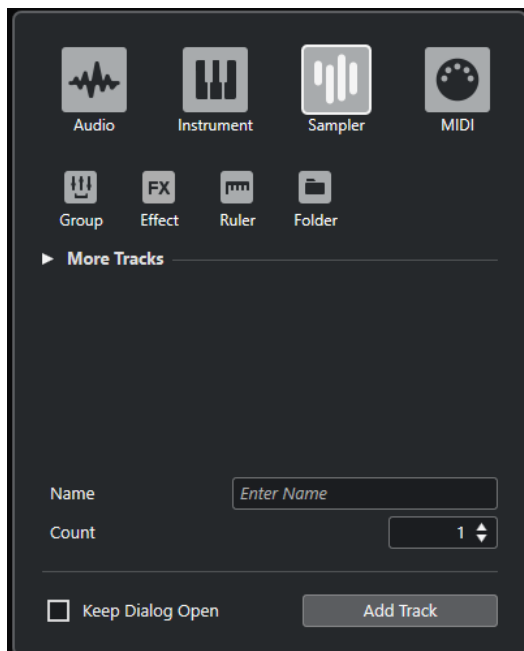 Audio Instrument Sampler MIDI
FX
Group Effect Ruler Folder
More Tracks
Name Enter Name
Count 1
Keep Dialog Open Add Track